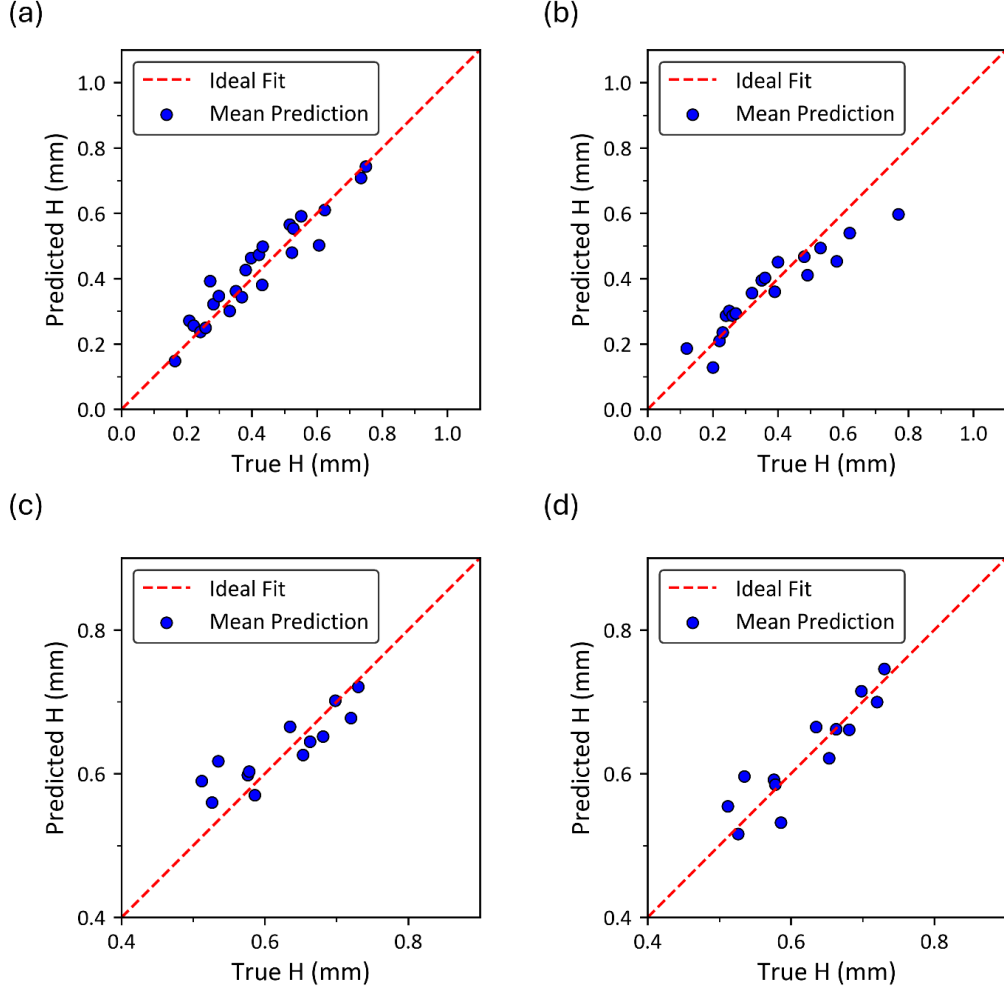 (a)
Ideal Fit
Mean Prediction
Predicted H (mm)
1.0
0.8
0.6
0.4
0.2
0.0
0.0 0.2 0.4 0.6 0.8 1.0
True H (mm)
(b)
Ideal Fit
Mean Prediction
Predicted H (mm)
1.0
0.8
0.6
0.4
0.2
0.0
0.0 0.2 0.4 0.6 0.8 1.0
True H (mm)
(c)
Ideal Fit
Mean Prediction
Predicted H (mm)
0.8
0.6
0.4
0.4 0.6 0.8
True H (mm)
(d)
Ideal Fit
Mean Prediction
Predicted H (mm)
0.8
0.6
0.4
0.4 0.6 0.8
True H (mm)